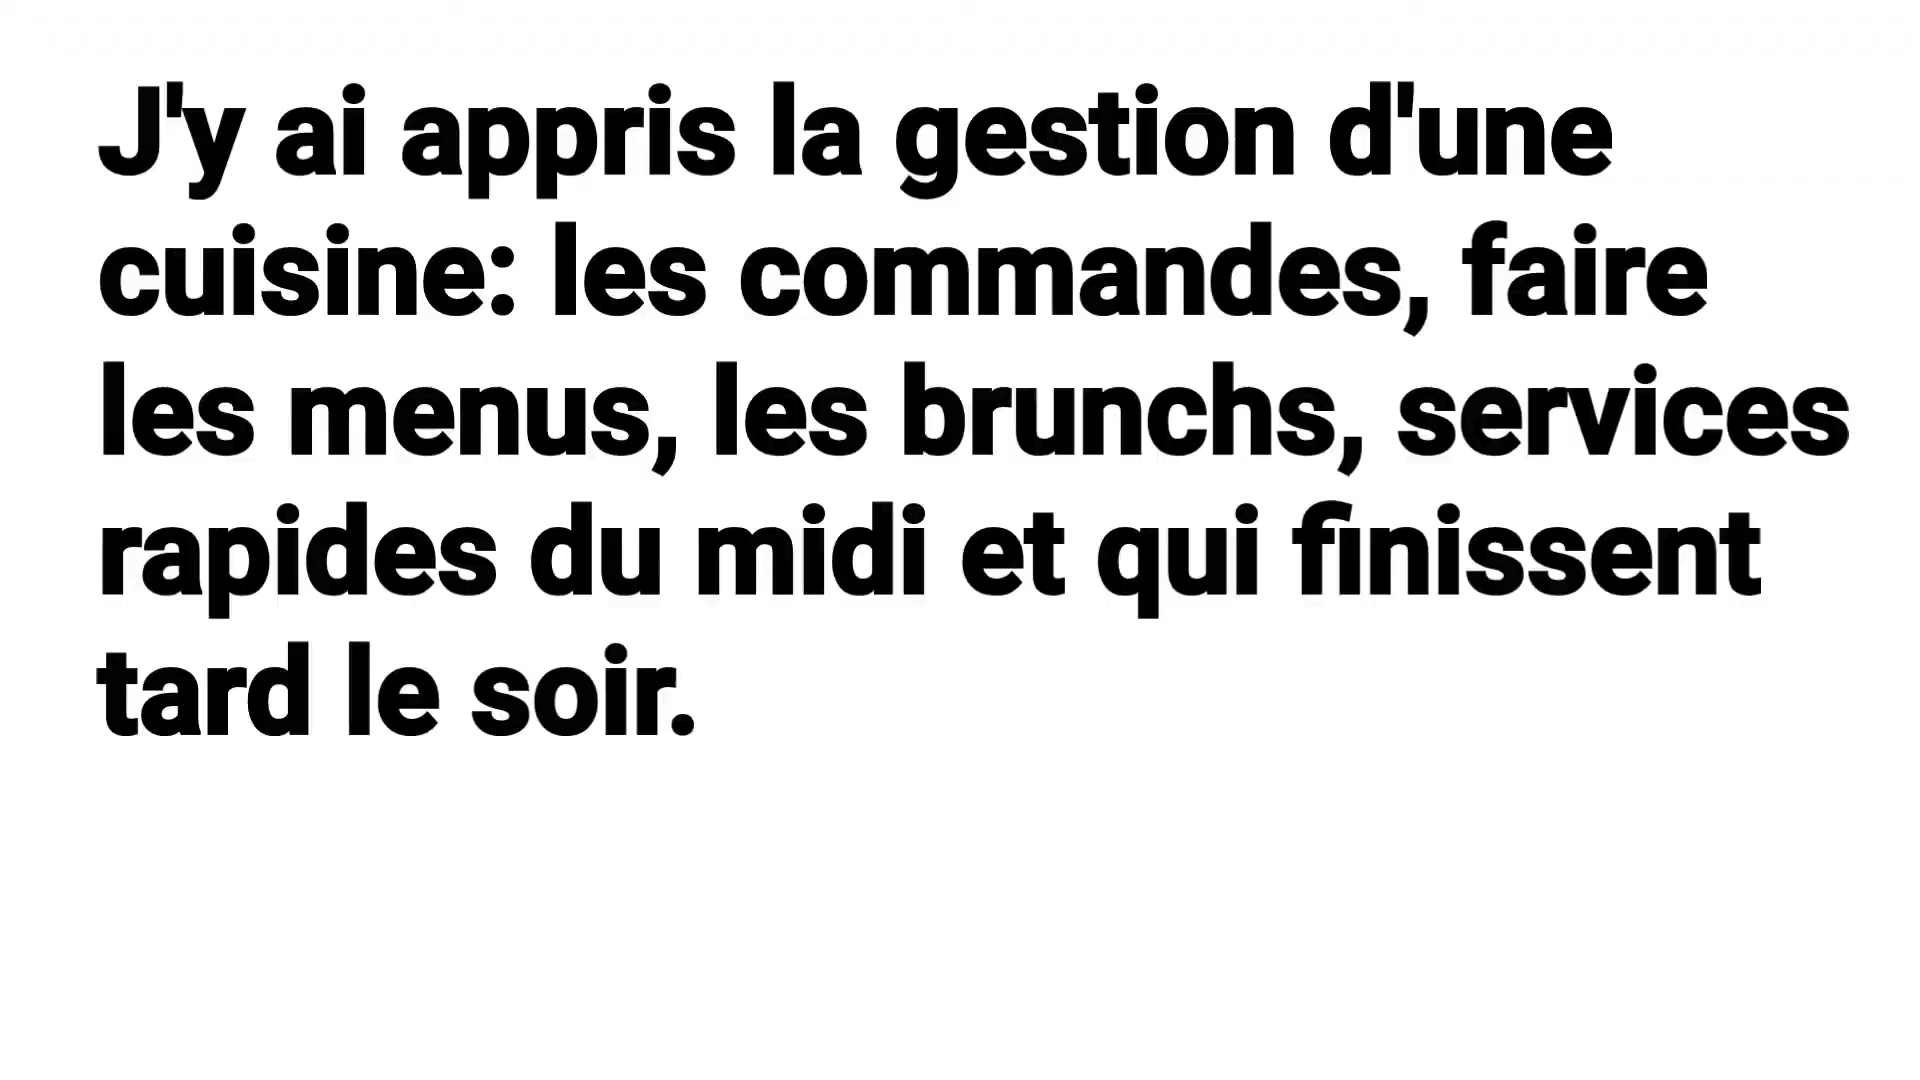 J'y ai appris la gestion d'une
cuisine: les commandes, faire
les menus, les brunchs, services
rapides du midi et qui finissent
tard le soir.